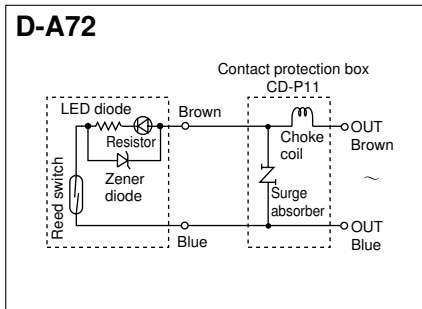 D-A72
Contact protection box
CD-P11
LED diode
Brown
Resistor
Zener
diode
Reed switch
Choke
coil
OUT
Brown
~
Surge
absorber
Blue
OUT
Blue